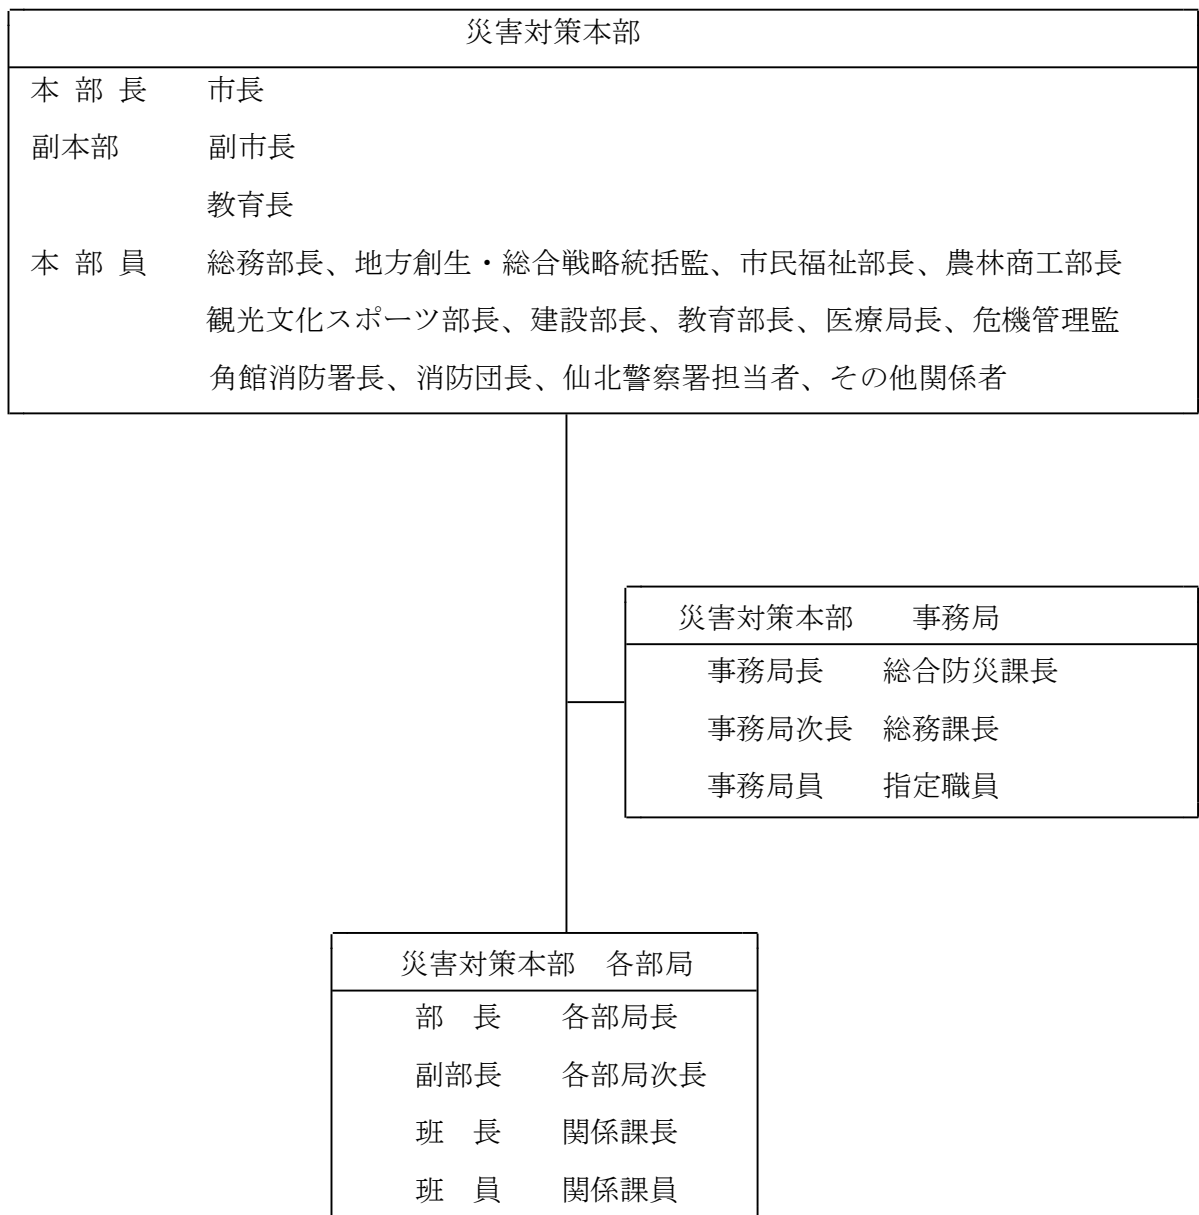 災害対策本部
本 部 長　市長
副本部　副市長
教育長
本 部 員　総務部長、地方創生・総合戦略統括監、市民福祉部長、農林商工部長
観光文化スポーツ部長、建設部長、教育部長、医療局長、危機管理監
角館消防署長、消防団長、仙北警察署担当者、その他関係者
災害対策本部　事務局
事務局長　総合防災課長
事務局次長　総務課長
事務局員　指定職員
災害対策本部　各部局
部　長　各部局長
副部長　各部局次長
班　長　関係課長
班　員　関係課員